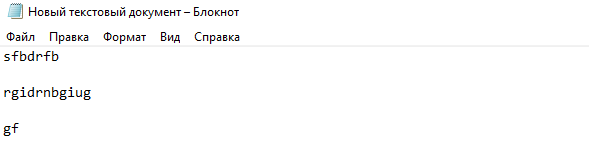 Новый текстовый документ – Блокнот
Файл Правка Формат Вид Справка
sfbdrfb
rgidrnbgiug
gf